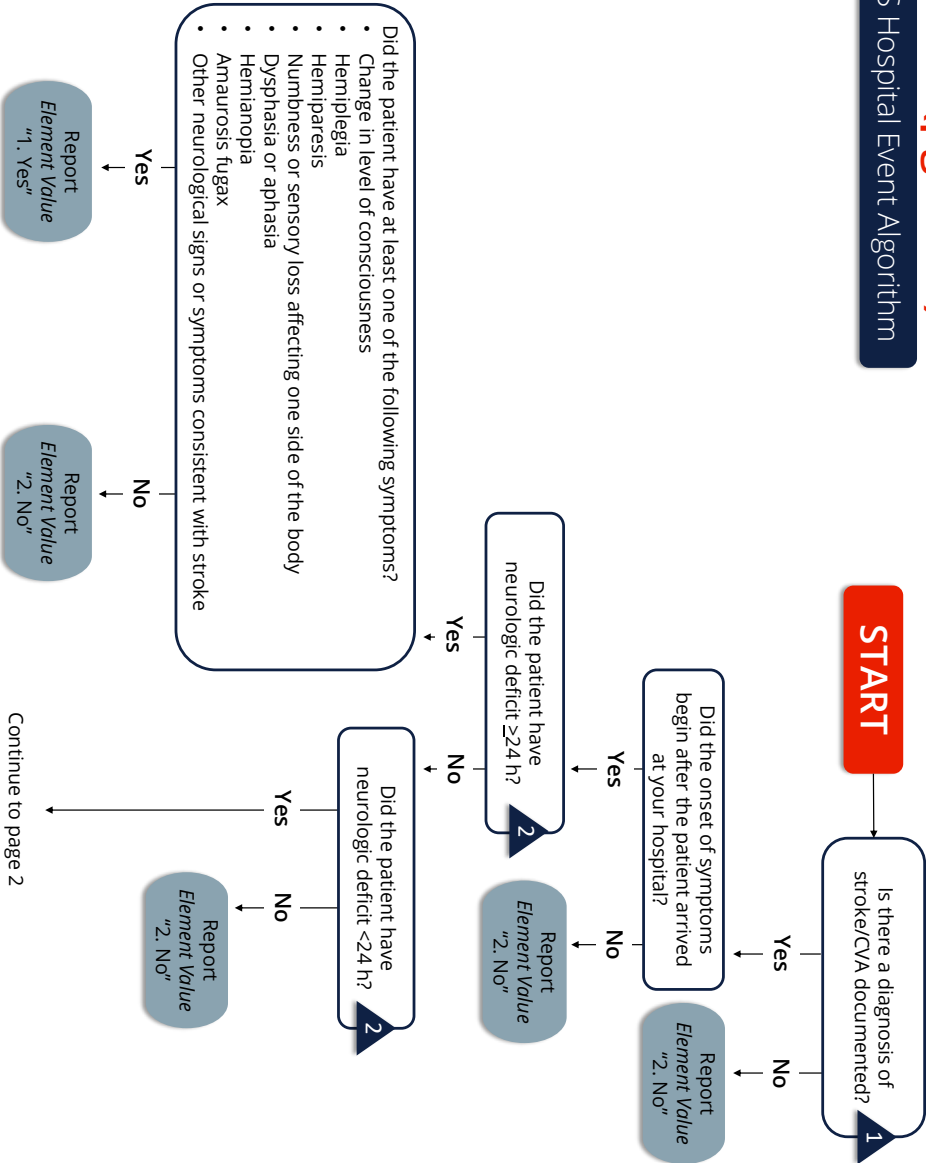 S Hospital Event Algorithm
START
Is there a diagnosis of
stroke/CVA documented?
1
Yes
No
Report
Element Value
“2. No”
Did the onset of symptoms
begin after the patient arrived
at your hospital?
Yes
No
Report
Element Value
“2. No”
Did the patient have
neurologic deficit ≥24 h?
2
Yes
No
Did the patient have
neurologic deficit <24 h?
2
Yes
No
Report
Element Value
“2. No”
Continue to page 2
Did the patient have at least one of the following symptoms?
• Change in level of consciousness
• Hemiplegia
• Hemiparesis
• Numbness or sensory loss affecting one side of the body
• Dysphasia or aphasia
• Hemianopia
• Amaurosis fugax
• Other neurological signs or symptoms consistent with stroke
Yes
No
Report
Element Value
“1. Yes”
Report
Element Value
“2. No”